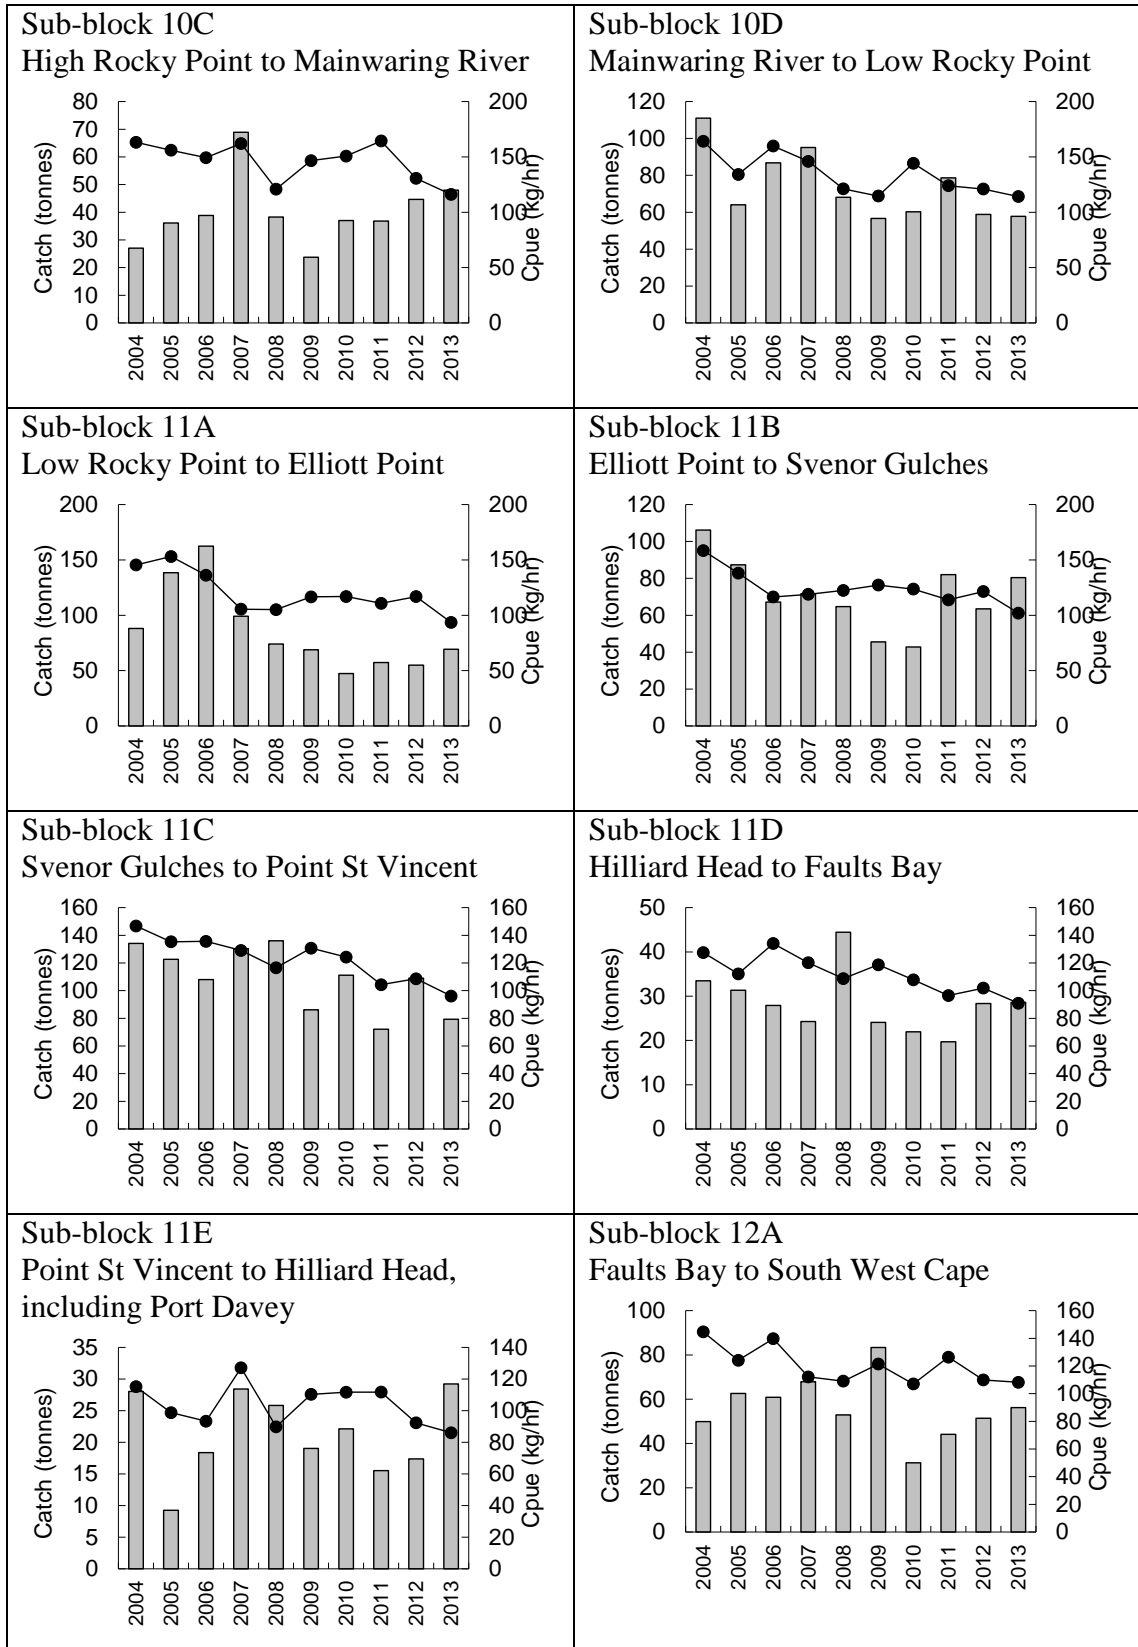 Sub-block 10C
High Rocky Point to Mainwaring River
80
70
60
50
40
30
20
10
0
Catch (tonnes)
200
150
100
50
0
Cpue (kg/hr)
2004 2005 2006 2007 2008 2009 2010 2011 2012 2013
Sub-block 10D
Mainwaring River to Low Rocky Point
120
100
80
60
40
20
0
Catch (tonnes)
200
150
100
50
0
Cpue (kg/hr)
2004 2005 2006 2007 2008 2009 2010 2011 2012 2013
Sub-block 11A
Low Rocky Point to Elliott Point
200
150
100
50
0
Catch (tonnes)
200
150
100
50
0
Cpue (kg/hr)
2004 2005 2006 2007 2008 2009 2010 2011 2012 2013
Sub-block 11B
Elliott Point to Svenor Gulches
120
100
80
60
40
20
0
Catch (tonnes)
200
150
100
50
0
Cpue (kg/hr)
2004 2005 2006 2007 2008 2009 2010 2011 2012 2013
Sub-block 11C
Svenor Gulches to Point St Vincent
160
140
120
100
80
60
40
20
0
Catch (tonnes)
160
140
120
100
80
60
40
20
0
Cpue (kg/hr)
2004 2005 2006 2007 2008 2009 2010 2011 2012 2013
Sub-block 11D
Hilliard Head to Faults Bay
50
40
30
20
10
0
Catch (tonnes)
160
140
120
100
80
60
40
20
0
Cpue (kg/hr)
2004 2005 2006 2007 2008 2009 2010 2011 2012 2013
Sub-block 11E
Point St Vincent to Hilliard Head,
including Port Davey
35
30
25
20
15
10
5
0
Catch (tonnes)
140
120
100
80
60
40
20
0
Cpue (kg/hr)
2004 2005 2006 2007 2008 2009 2010 2011 2012 2013
Sub-block 12A
Faults Bay to South West Cape
100
80
60
40
20
0
Catch (tonnes)
160
140
120
100
80
60
40
20
0
Cpue (kg/hr)
2004 2005 2006 2007 2008 2009 2010 2011 2012 2013